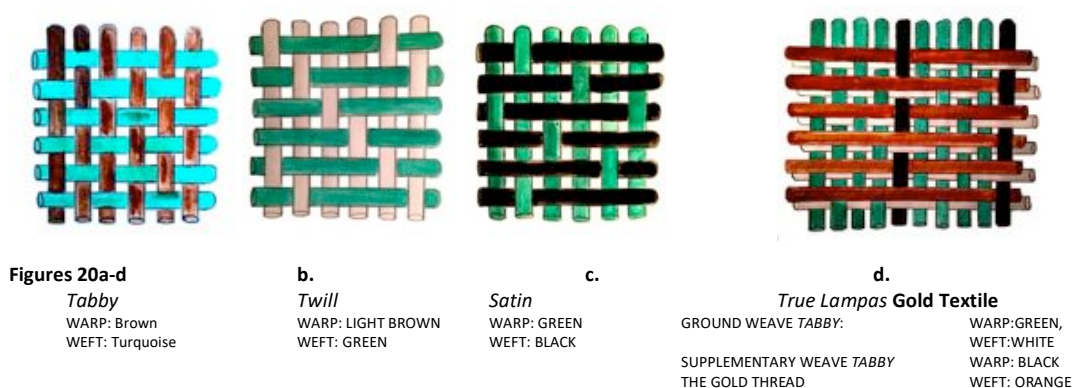 Figures 20a-d b. c. d.
Tabby Twill Satin True Lampas Gold Textile
WARP: Brown WARP: LIGHT BROWN WARP: GREEN GROUND WEAVE TABBY: WARP:GREEN,
WEFT: Turquoise WEFT: GREEN WEFT: BLACK WEFT:WHITE
SUPPLEMENTARY WEAVE TABBY WARP: BLACK
THE GOLD THREAD WEFT: ORANGE